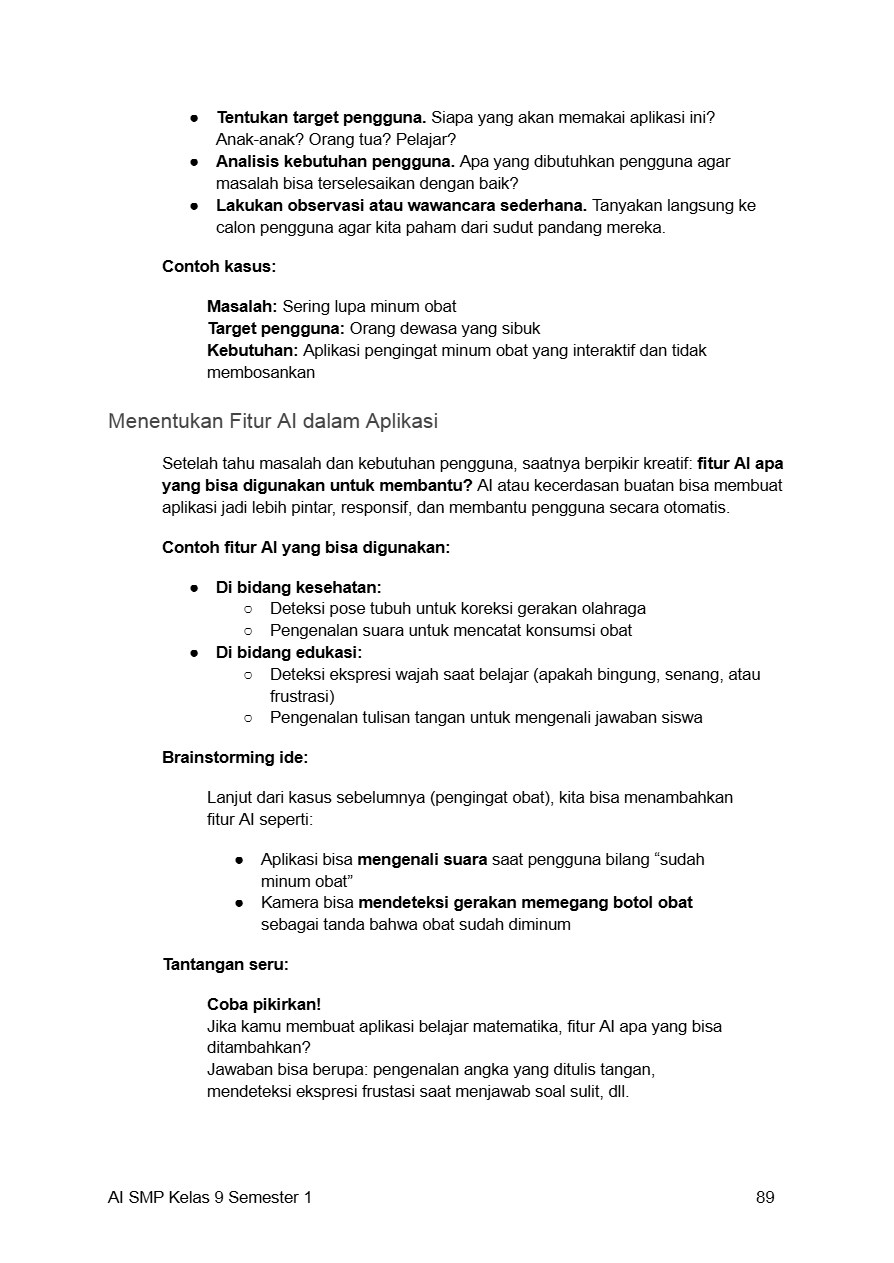 ● Tentukan target pengguna. Siapa yang akan memakai aplikasi ini?
Anak-anak? Orang tua? Pelajar?
● Analisis kebutuhan pengguna. Apa yang dibutuhkan pengguna agar
masalah bisa terselesaikan dengan baik?
● Lakukan observasi atau wawancara sederhana. Tanyakan langsung ke
calon pengguna agar kita paham dari sudut pandang mereka.
Contoh kasus:
Masalah: Sering lupa minum obat
Target pengguna: Orang dewasa yang sibuk
Kebutuhan: Aplikasi pengingat minum obat yang interaktif dan tidak
membosankan
Menentukan Fitur AI dalam Aplikasi
Setelah tahu masalah dan kebutuhan pengguna, saatnya berpikir kreatif: fitur AI apa
yang bisa digunakan untuk membantu? AI atau kecerdasan buatan bisa membuat
aplikasi jadi lebih pintar, responsif, dan membantu pengguna secara otomatis.
Contoh fitur AI yang bisa digunakan:
● Di bidang kesehatan:
○ Deteksi pose tubuh untuk koreksi gerakan olahraga
○ Pengenalan suara untuk mencatat konsumsi obat
● Di bidang edukasi:
○ Deteksi ekspresi wajah saat belajar (apakah bingung, senang, atau
frustrasi)
○ Pengenalan tulisan tangan untuk mengenali jawaban siswa
Brainstorming ide:
Lanjut dari kasus sebelumnya (pengingat obat), kita bisa menambahkan
fitur AI seperti:
● Aplikasi bisa mengenali suara saat pengguna bilang “sudah
minum obat”
● Kamera bisa mendeteksi gerakan memegang botol obat
sebagai tanda bahwa obat sudah diminum
Tantangan seru:
Coba pikirkan!
Jika kamu membuat aplikasi belajar matematika, fitur AI apa yang bisa
ditambahkan?
Jawaban bisa berupa: pengenalan angka yang ditulis tangan,
mendeteksi ekspresi frustasi saat menjawab soal sulit, dll.
AI SMP Kelas 9 Semester 1 89